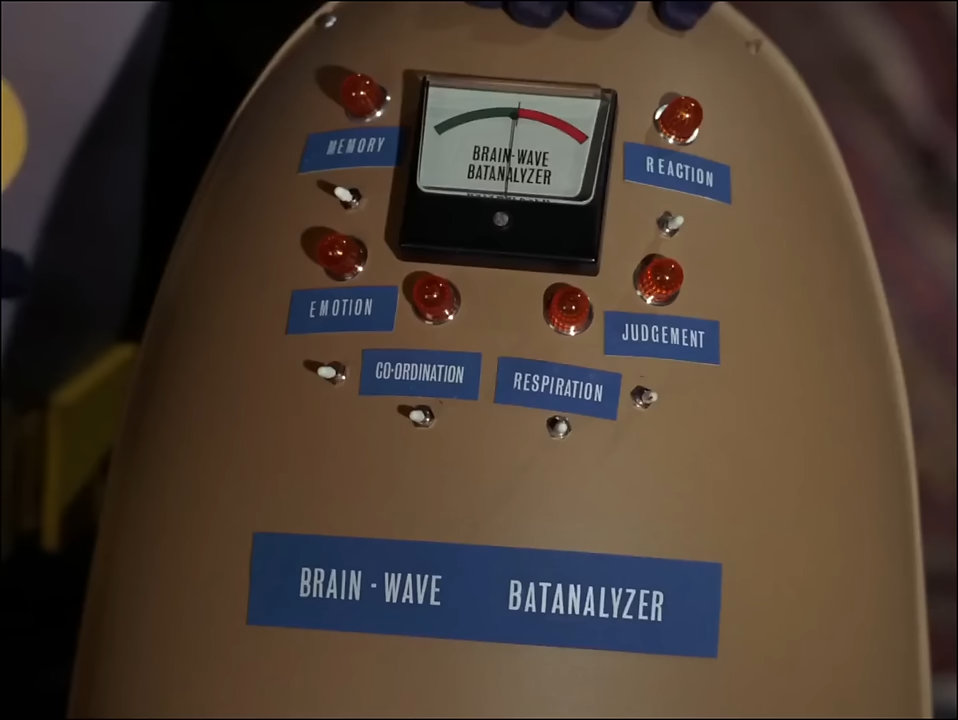 MEMORY
BRAIN-WAVE
BATANALYZER
REACTION
EMOTION
JUDGEMENT
CO-ORDINATION
RESPIRATION
BRAIN - WAVE BATANALYZER